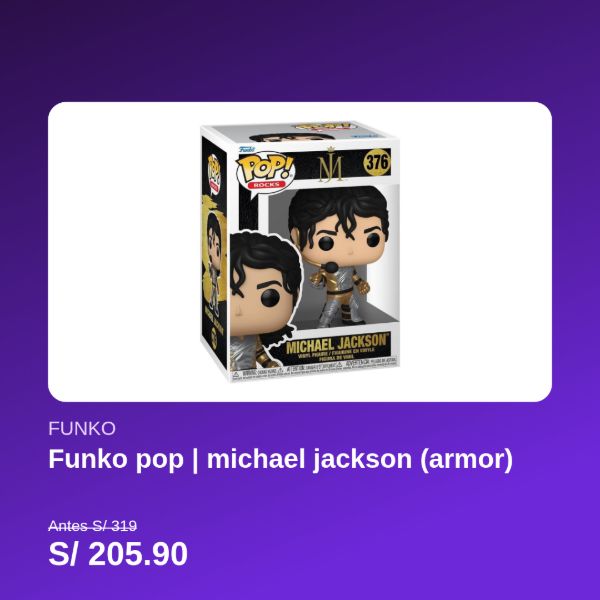 Funko
POP!
ROCKS
MJ
376
MICHAEL JACKSON
VINYL FIGURE / FIGURINE EN VINYLE
FIGURA DE VINIL
FUNKO
Funko pop | michael jackson (armor)
Antes S/ 319
S/ 205.90